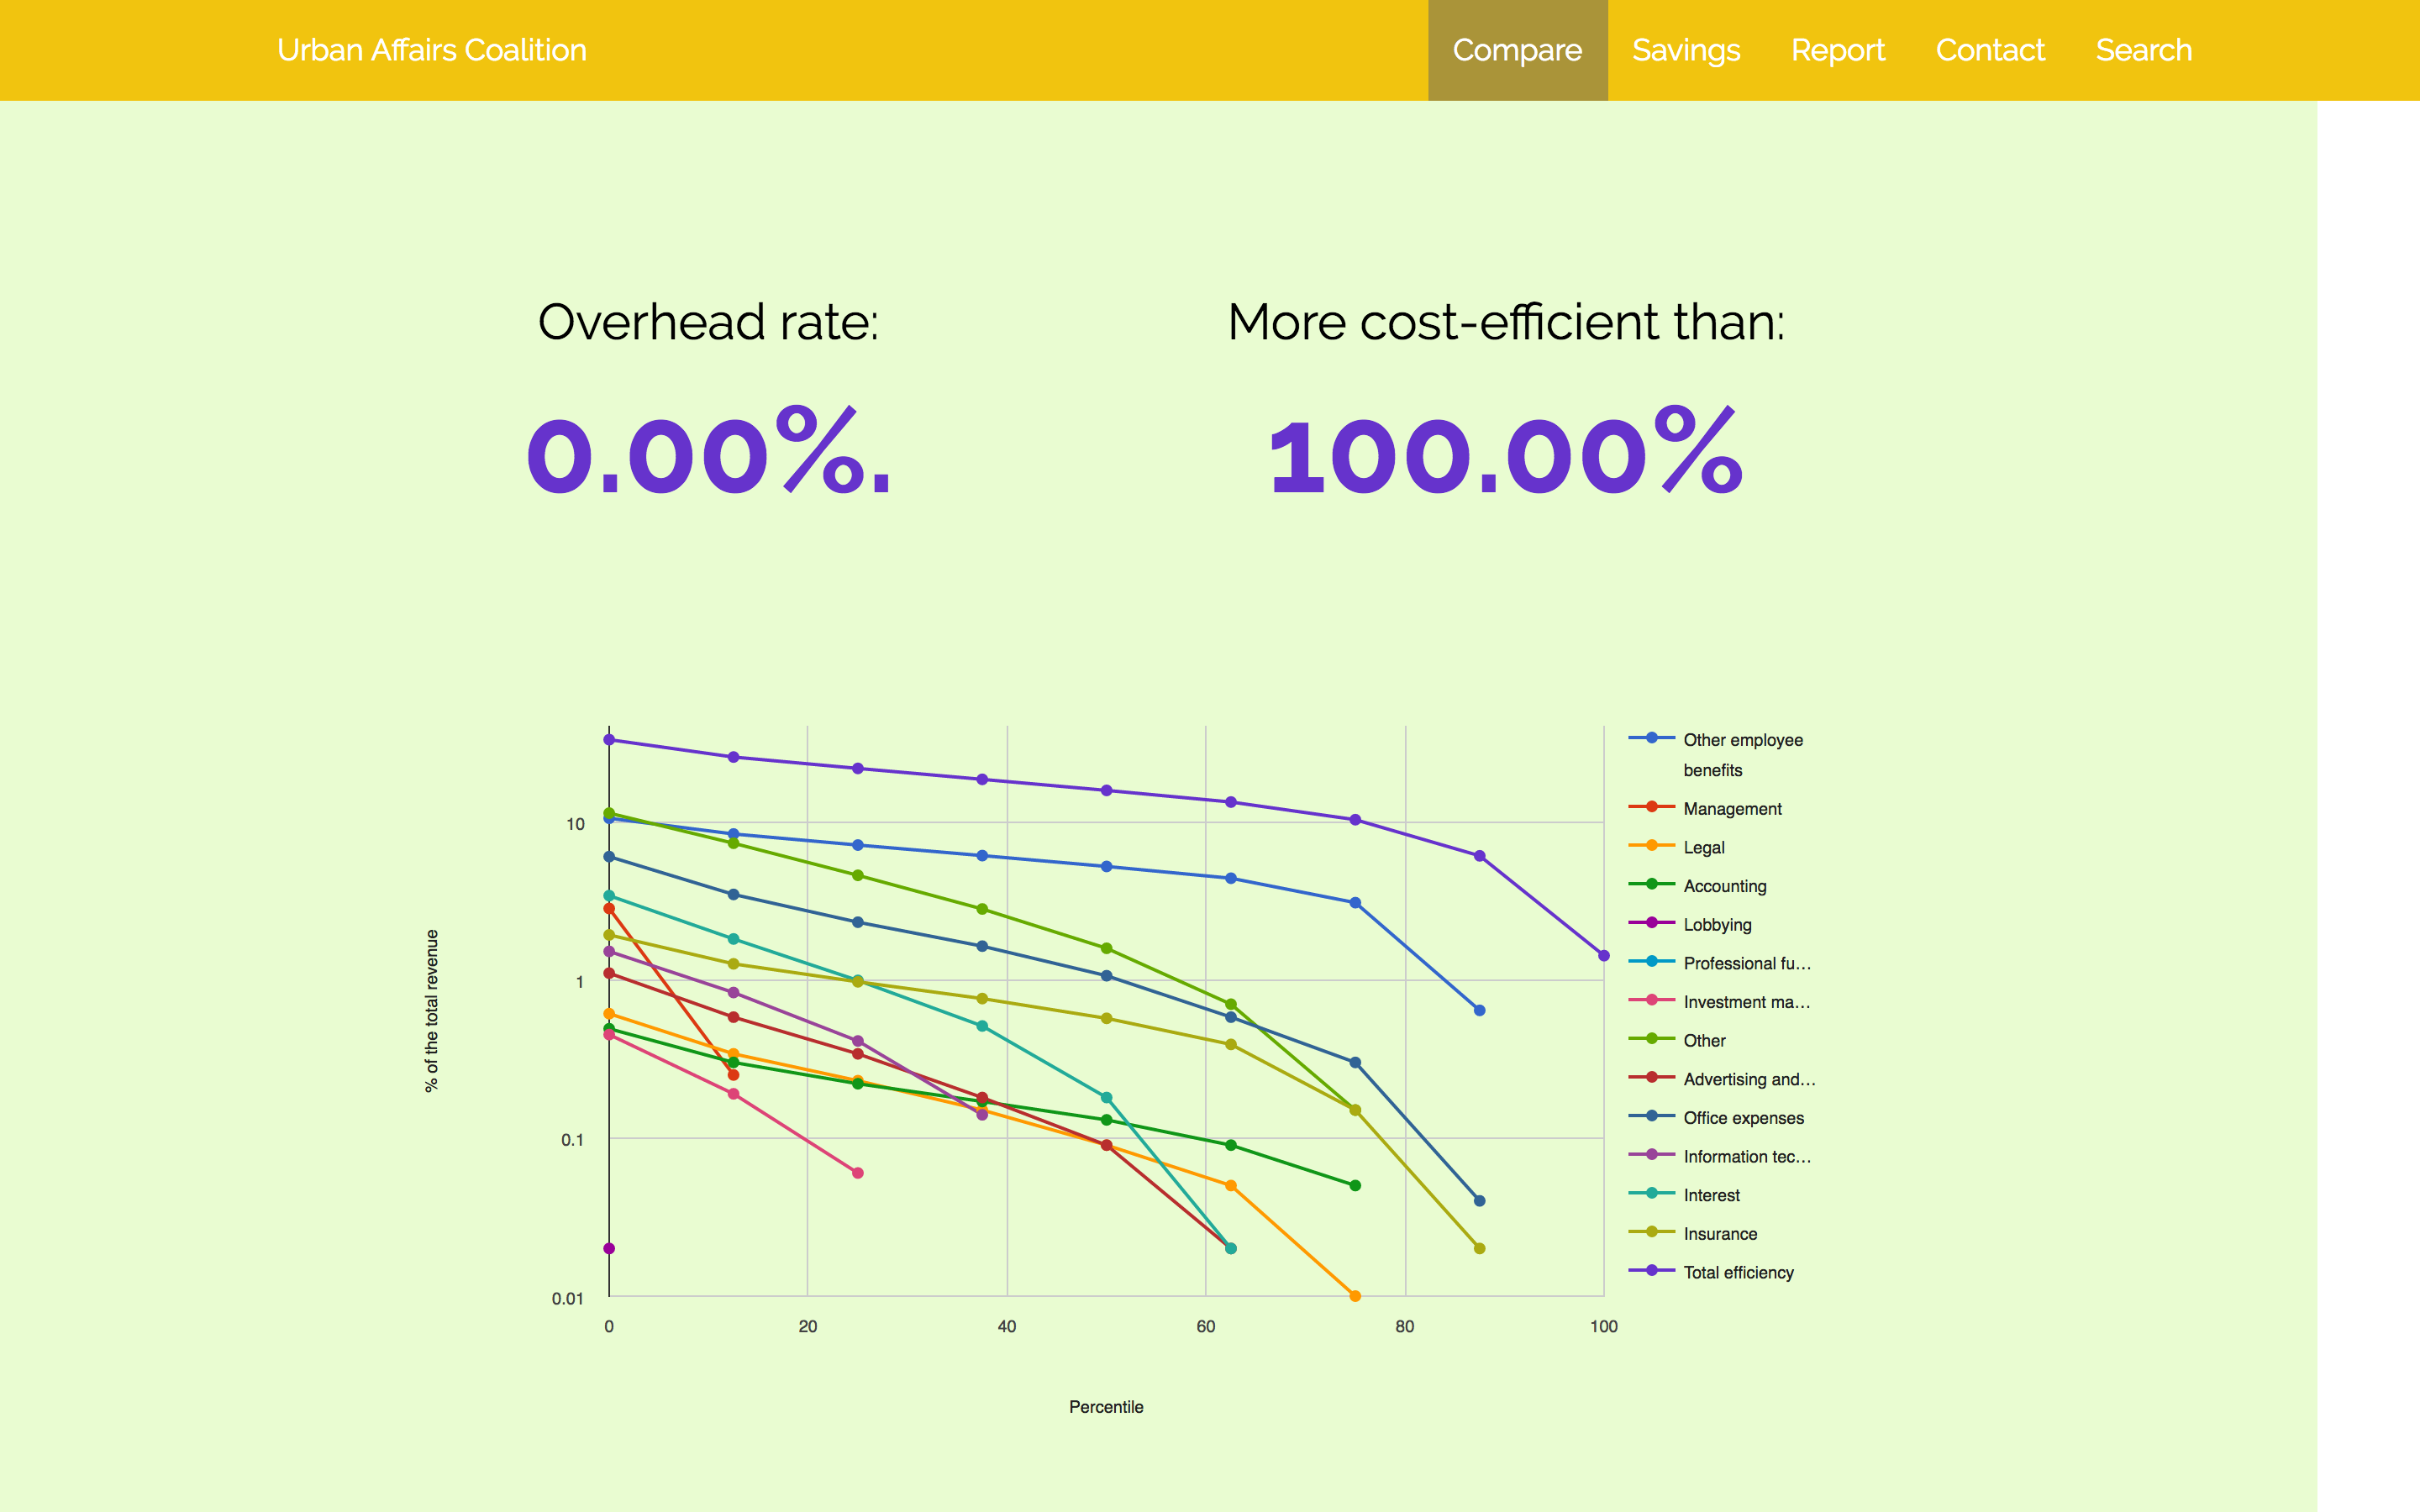 Urban Affairs Coalition
Compare Savings Report Contact Search
Overhead rate:
0.00%.
More cost-efficient than:
100.00%
% of the total revenue
10
1
0.1
0.01
0 20 40 60 80 100
Percentile
Other employee
benefits
Management
Legal
Accounting
Lobbying
Professional fu...
Investment ma...
Other
Advertising and...
Office expenses
Information tec...
Interest
Insurance
Total efficiency